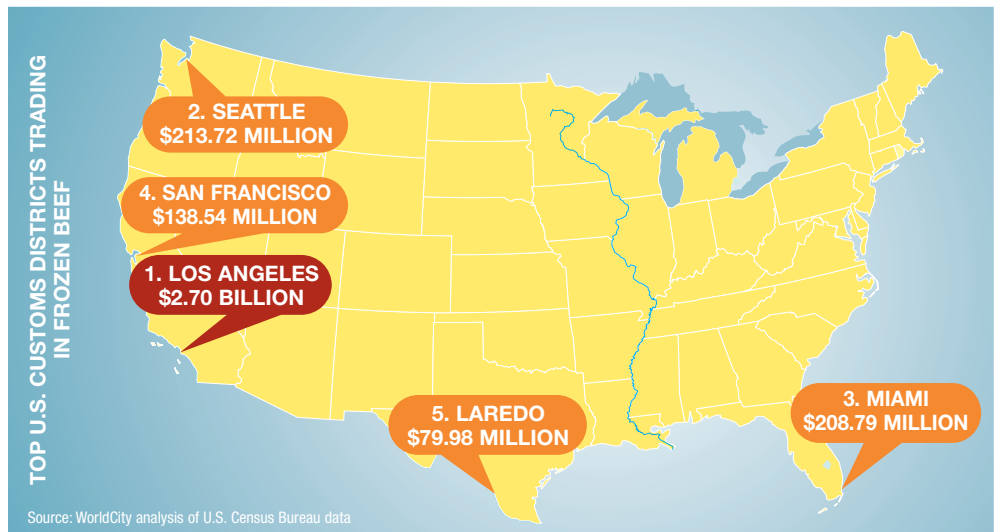 TOP U.S. CUSTOMS DISTRICTS TRADING
IN FROZEN BEEF
2. SEATTLE
$213.72 MILLION
4. SAN FRANCISCO
$138.54 MILLION
1. LOS ANGELES
$2.70 BILLION
5. LAREDO
$79.98 MILLION
3. MIAMI
$208.79 MILLION
Source: WorldCity analysis of U.S. Census Bureau data